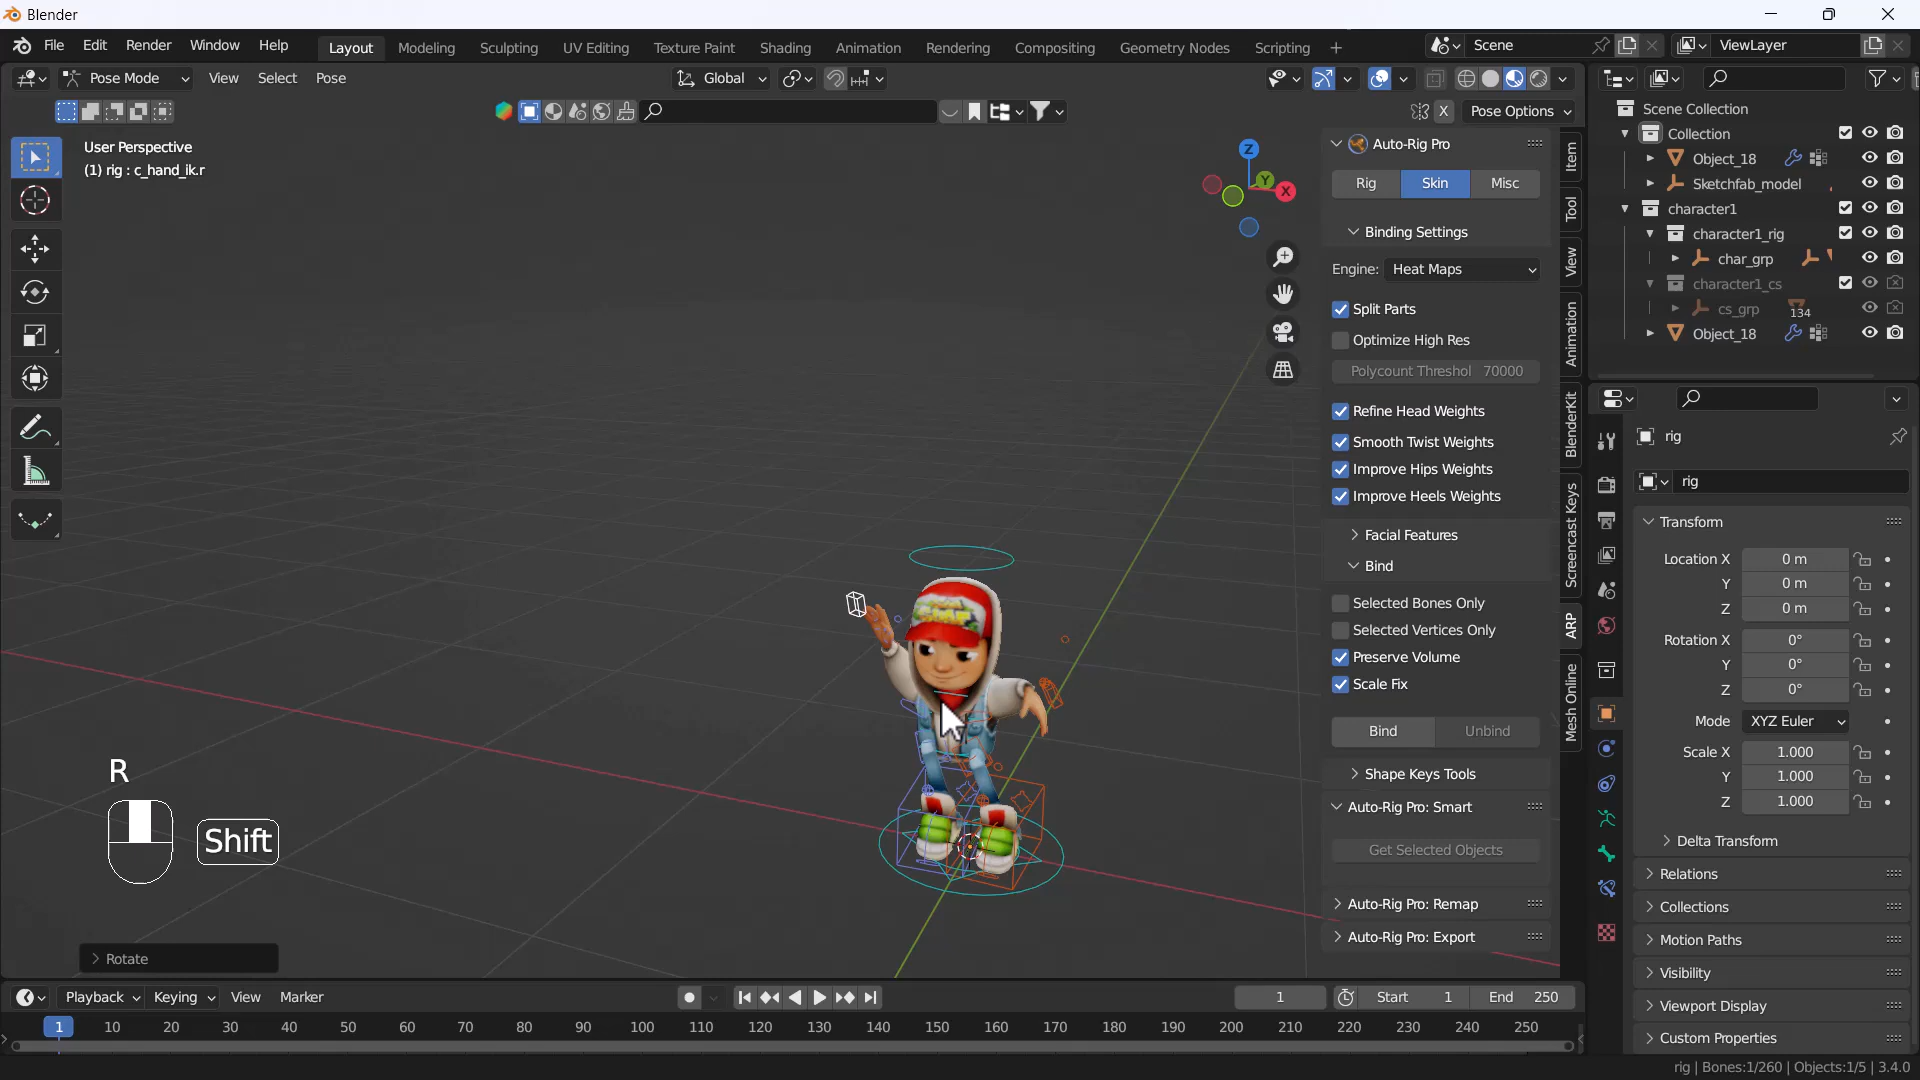 Blender
File Edit Render Window Help Layout Modeling Sculpting UV Editing Texture Paint Shading Animation Rendering Compositing Geometry Nodes Scripting + Scene ViewLayer
Pose Mode View Select Pose Global
X Pose Options
User Perspective
(1) rig : c_hand_ik.r
Z
Y
X
Auto-Rig Pro
Rig Skin Misc
Binding Settings
Engine: Heat Maps
Split Parts
Optimize High Res
Polycount Threshol 70000
Refine Head Weights
Smooth Twist Weights
Improve Hips Weights
Improve Heels Weights
Facial Features
Bind
Selected Bones Only
Selected Vertices Only
Preserve Volume
Scale Fix
Bind Unbind
Shape Keys Tools
Auto-Rig Pro: Smart
Get Selected Objects
Auto-Rig Pro: Remap
Auto-Rig Pro: Export
Item
Tool
View
Animation
BlenderKit
Screencast Keys
ARP
Mesh Online
Scene Collection
Collection
Object_18
Sketchfab_model
character1
character1_rig
char_grp
character1_cs
cs_grp 134
Object_18
rig
rig
Transform
Location X 0 m
Y 0 m
Z 0 m
Rotation X 0°
Y 0°
Z 0°
Mode XYZ Euler
Scale X 1.000
Y 1.000
Z 1.000
Delta Transform
Relations
Collections
Motion Paths
Visibility
Viewport Display
Custom Properties
R
Shift
Rotate
Playback Keying View Marker 1 Start 1 End 250
1 10 20 30 40 50 60 70 80 90 100 110 120 130 140 150 160 170 180 190 200 210 220 230 240 250
rig | Bones:1/260 | Objects:1/5 | 3.4.0